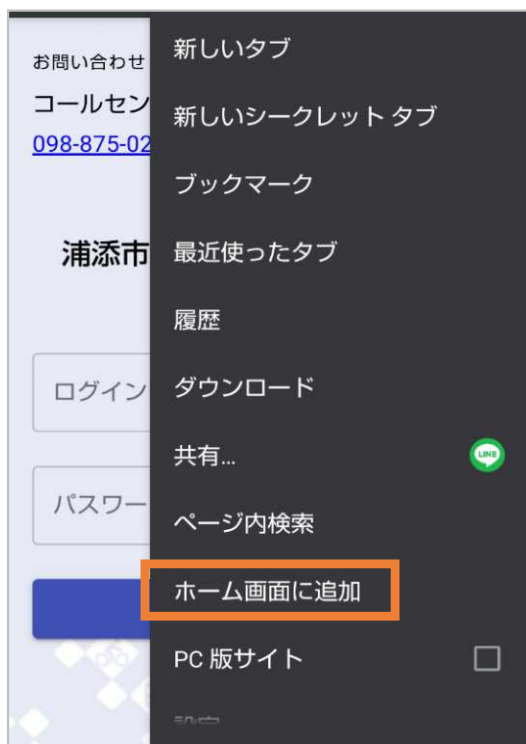 お問い合わせ
コールセン
098-875-02
浦添市
ログイン
パスワー
新しいタブ
新しいシークレット タブ
ブックマーク
最近使ったタブ
履歴
ダウンロード
共有...
LINE
ページ内検索
ホーム画面に追加
PC 版サイト